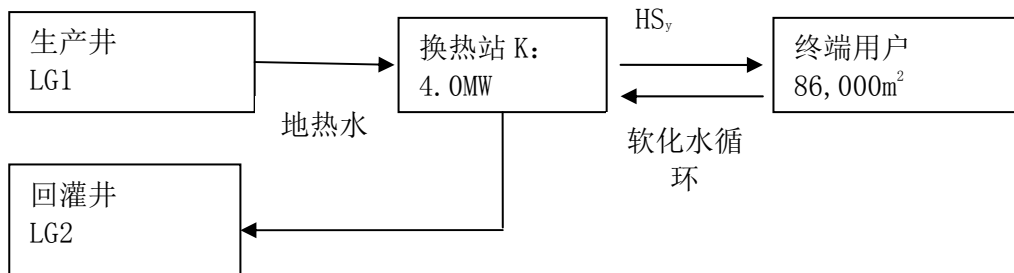 生产井
LG1
地热水
换热站 K：
4.0MW
HSy
软化水循
环
终端用户
86,000m²
回灌井
LG2